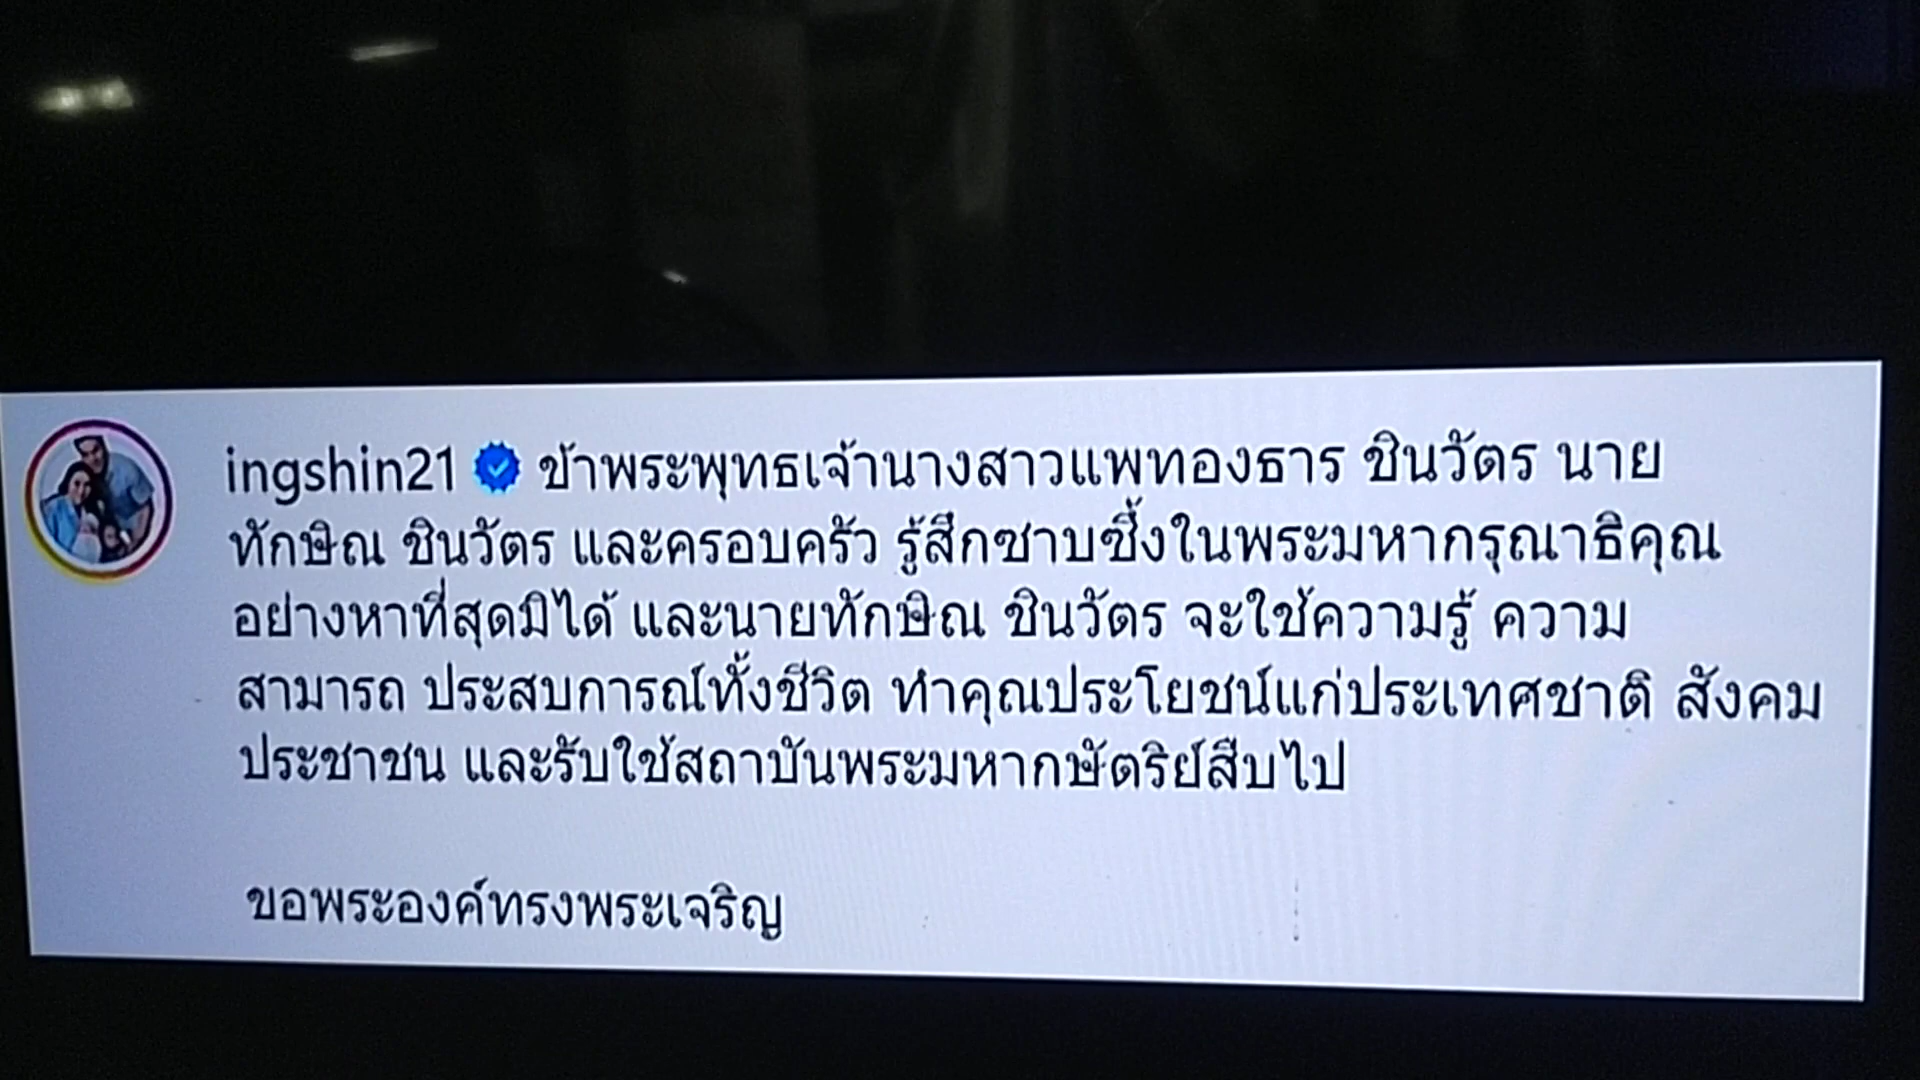 ingshin21 ข้าพระพุทธเจ้านางสาวแพทองธาร ชินวัตร นาย
ทักษิณ ชินวัตร และครอบครัว รู้สึกซาบซึ้งในพระมหากรุณาธิคุณ
อย่างหาที่สุดมิได้ และนายทักษิณ ชินวัตร จะใช้ความรู้ ความ
สามารถ ประสบการณ์ทั้งชีวิต ทำคุณประโยชน์แก่ประเทศชาติ สังคม
ประชาชน และรับใช้สถาบันพระมหากษัตริย์สืบไป
ขอพระองค์ทรงพระเจริญ